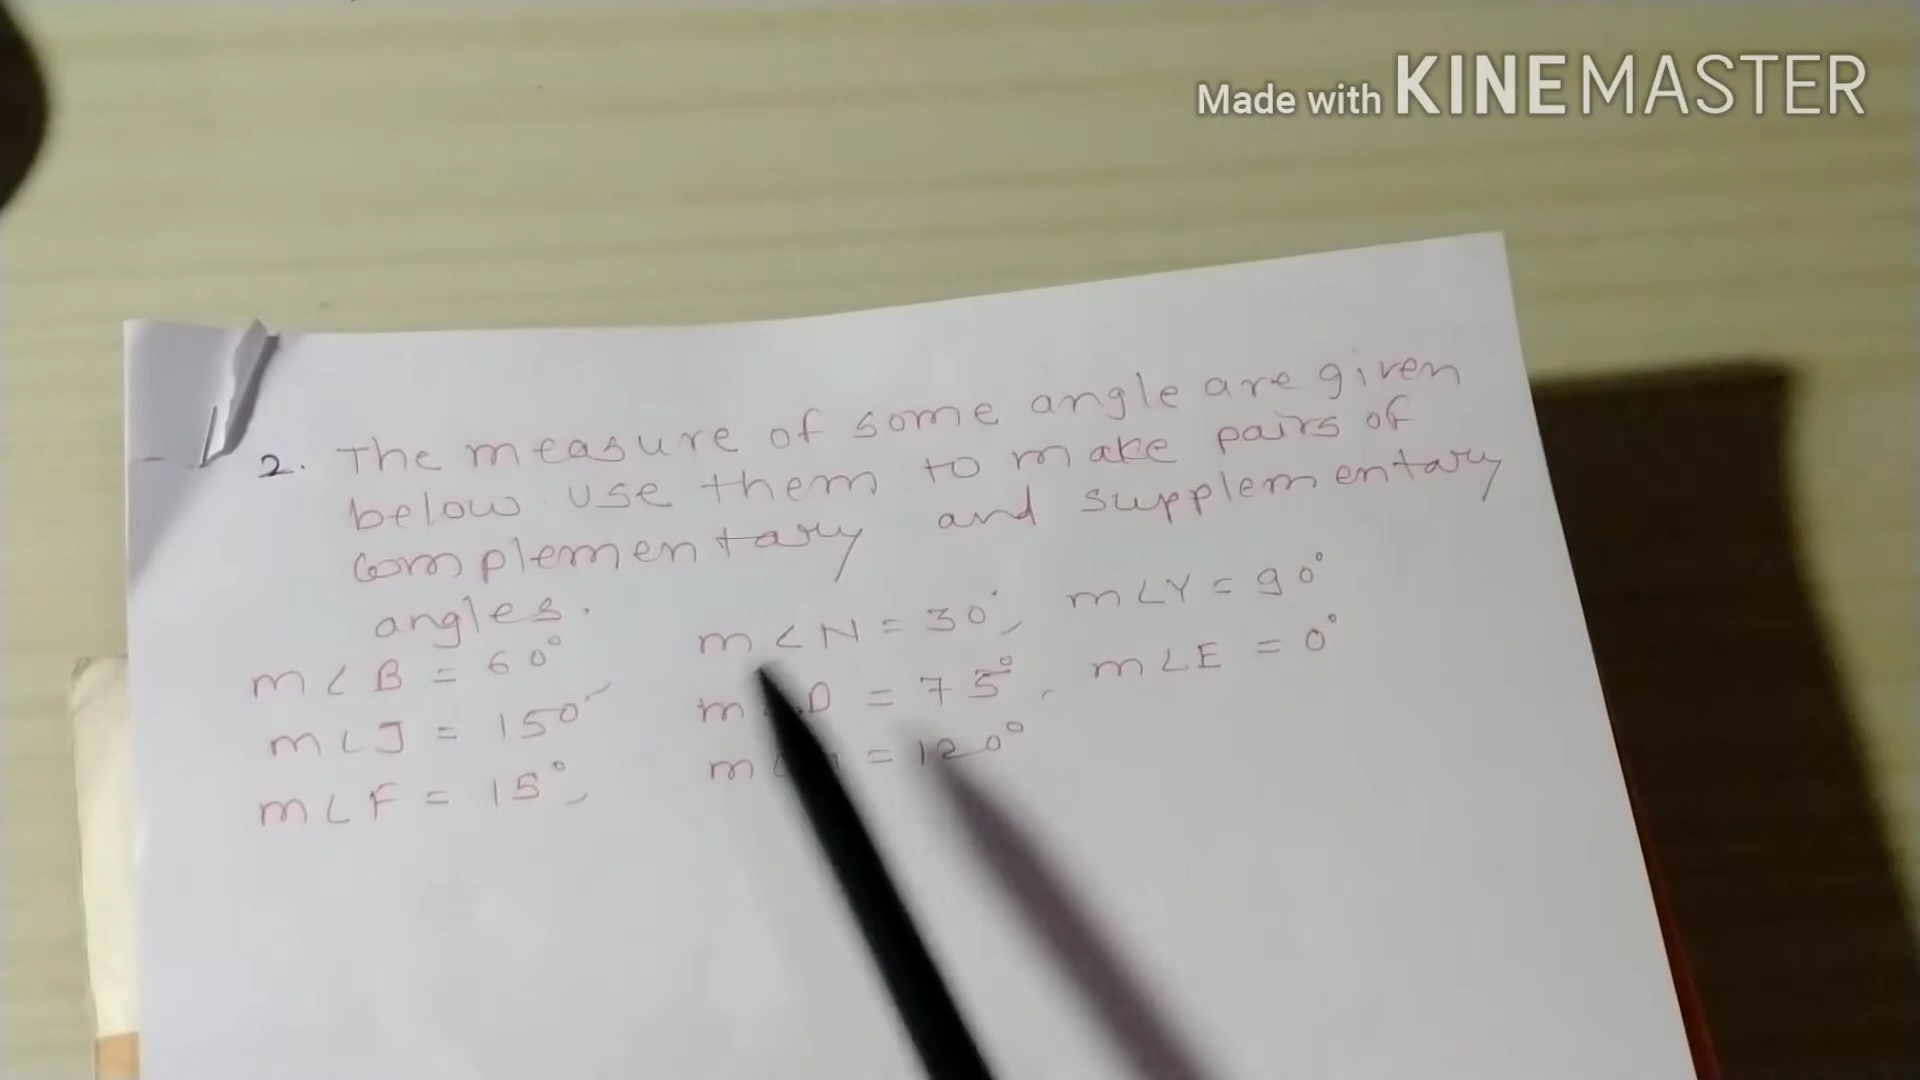 Made with KINEMASTER
2. The measure of some angle are given
below use them to make pairs of
complementary and supplementary
angles.
m∠B = 60° m∠N = 30°, m∠Y = 90°
m∠J = 150° m∠D = 75°, m∠E = 0°
m∠F = 15°, m∠ = 120°